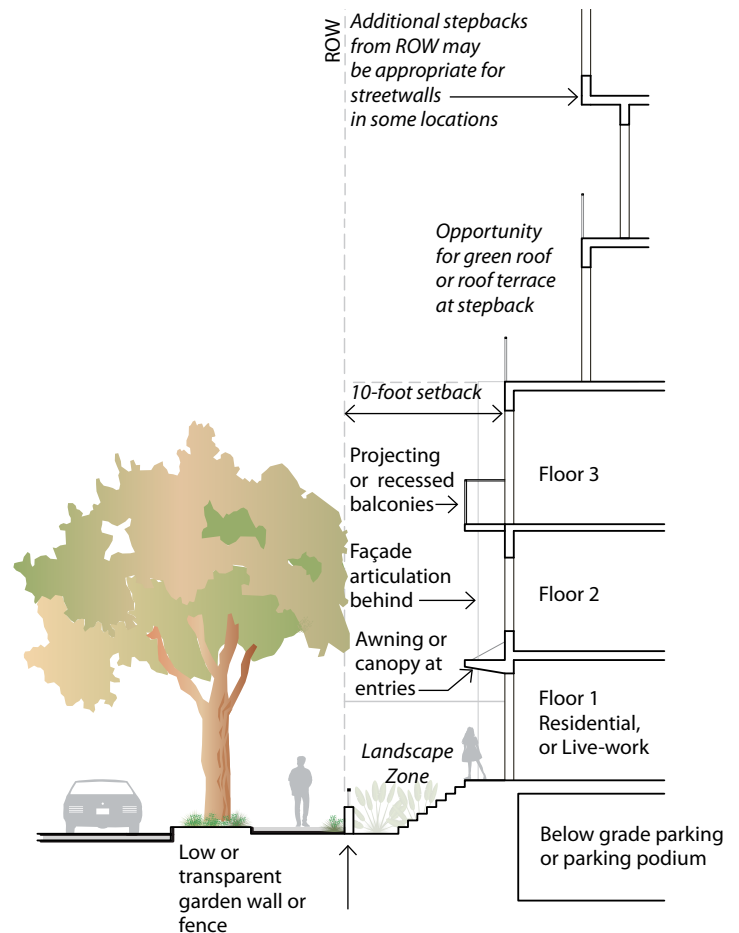 ROW
Additional stepbacks
from ROW may
be appropriate for
streetwalls
in some locations
Opportunity
for green roof
or roof terrace
at stepback
10-foot setback
Projecting
or recessed
balconies
Floor 3
Façade
articulation
behind
Floor 2
Awning or
canopy at
entries
Floor 1
Residential,
or Live-work
Landscape
Zone
Below grade parking
or parking podium
Low or
transparent
garden wall or
fence